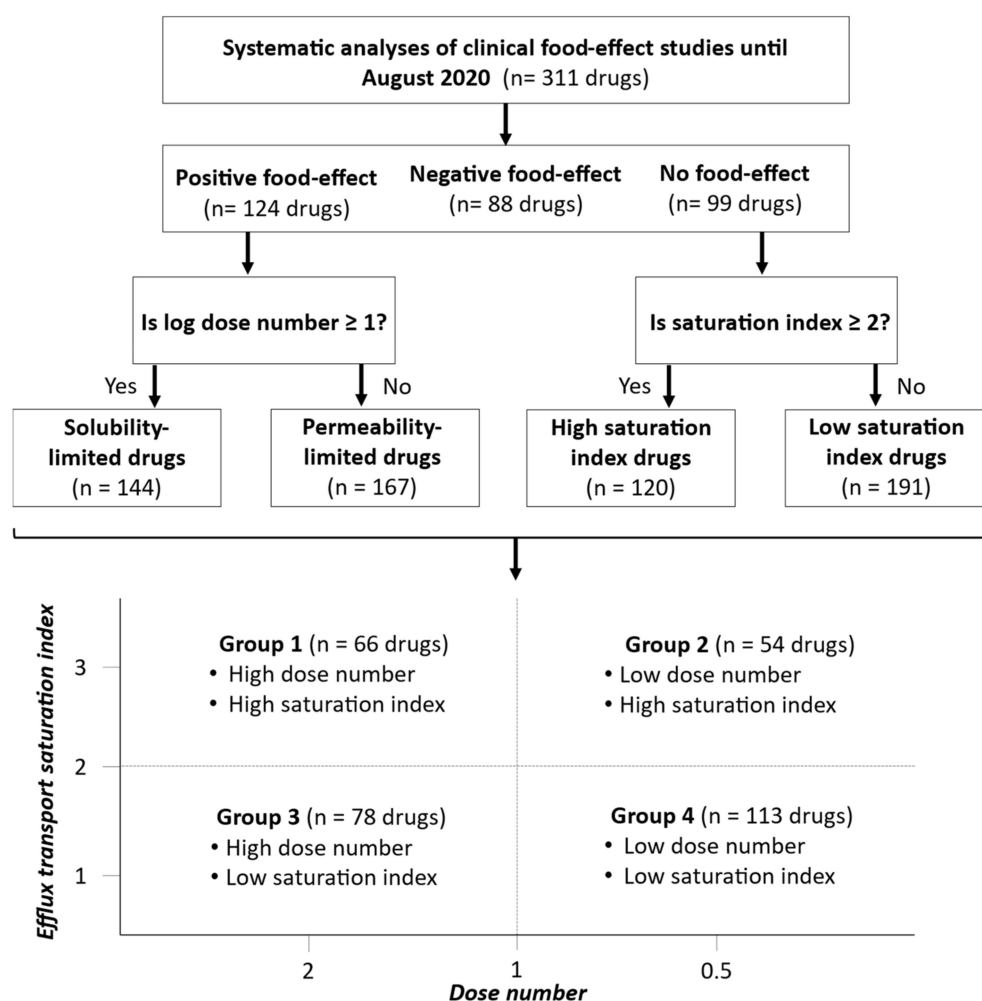 Systematic analyses of clinical food-effect studies until
August 2020 (n= 311 drugs)
Positive food-effect
(n= 124 drugs)
Negative food-effect
(n= 88 drugs)
No food-effect
(n= 99 drugs)
Is log dose number ≥ 1?
Is saturation index ≥ 2?
Yes
No
Yes
No
Solubility-
limited drugs
(n = 144)
Permeability-
limited drugs
(n = 167)
High saturation
index drugs
(n = 120)
Low saturation
index drugs
(n = 191)
Efflux transport saturation index
3
2
1
Group 1 (n = 66 drugs)
• High dose number
• High saturation index
Group 2 (n = 54 drugs)
• Low dose number
• High saturation index
Group 3 (n = 78 drugs)
• High dose number
• Low saturation index
Group 4 (n = 113 drugs)
• Low dose number
• Low saturation index
2
1
0.5
Dose number